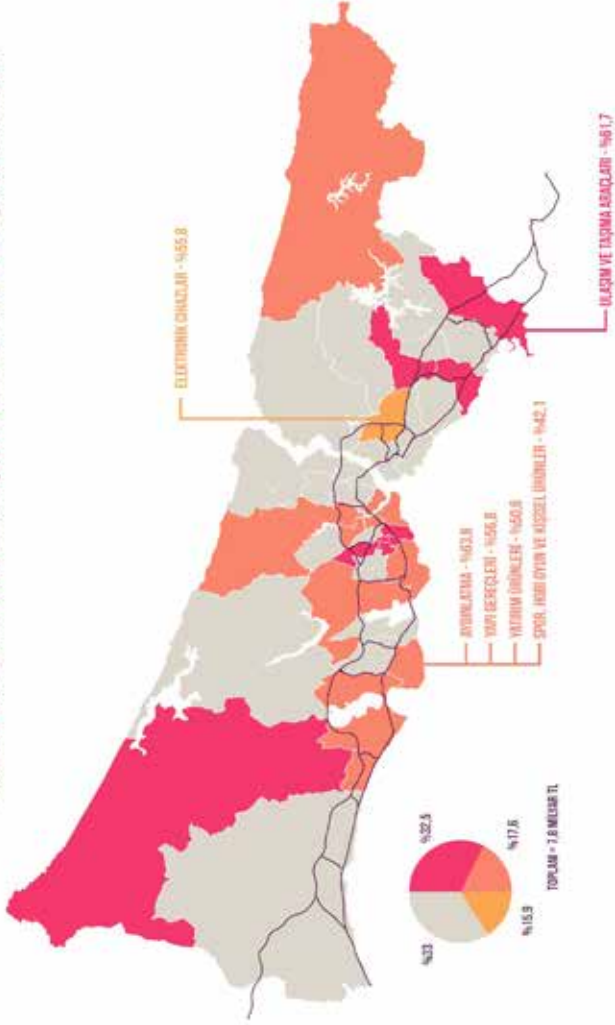 ELEKTRONİK CİHAZLAR - %55,8
ULAŞIM VE TAŞIMA ARAÇLARI - %61,7
AYDINLATMA - %63,8
YAPI GEREÇLERİ - %56,8
YATIRIM ÜRÜNLERİ - %50,6
SPOR, HOBİ OYUN VE KİŞİSEL ÜRÜNLER - %42,1
%33
%32,5
%15,9
%17,6
TOPLAM = 7,8 MİLYAR TL